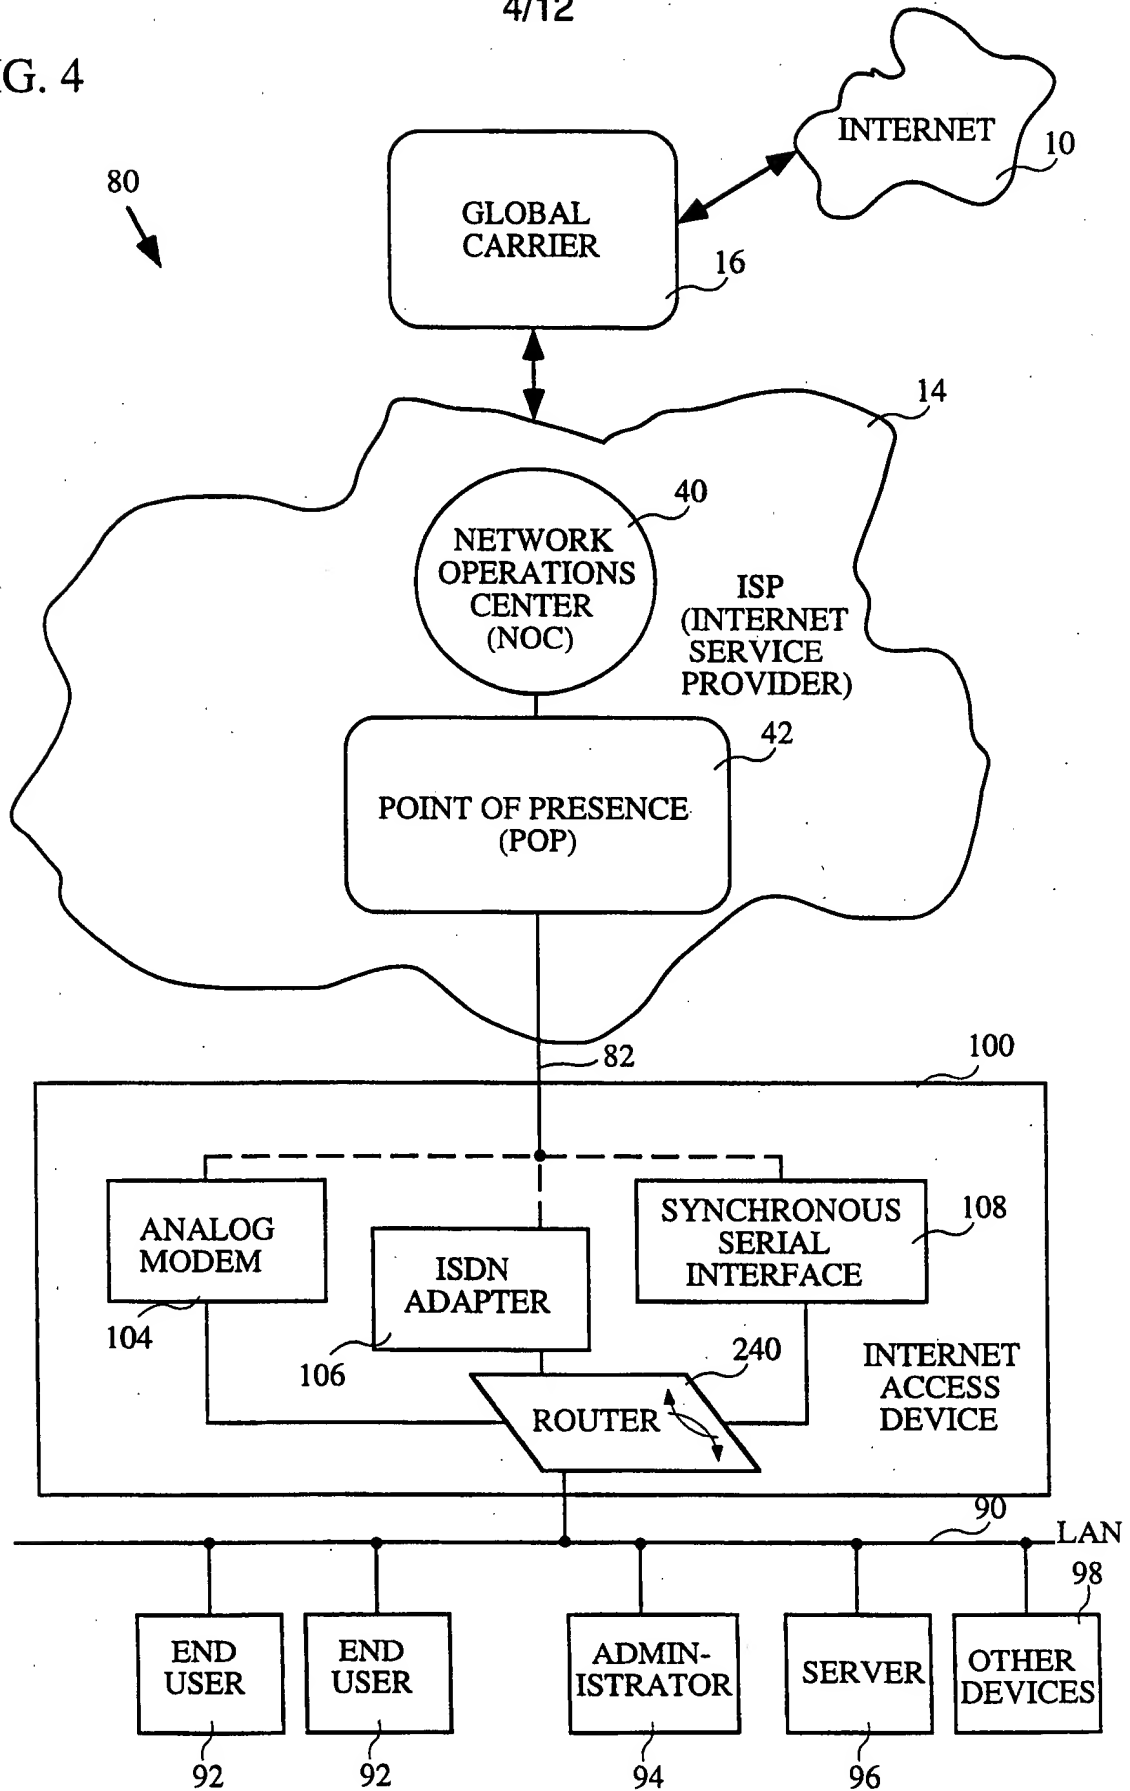 4/12
G. 4
INTERNET
10
80
GLOBAL
CARRIER
16
14
40
NETWORK
OPERATIONS
CENTER
(NOC)
ISP
(INTERNET
SERVICE
PROVIDER)
42
POINT OF PRESENCE
(POP)
82
100
ANALOG
MODEM
104
ISDN
ADAPTER
106
SYNCHRONOUS
SERIAL
INTERFACE
108
240
ROUTER
INTERNET
ACCESS
DEVICE
90
LAN
98
END
USER
END
USER
ADMIN-
ISTRATOR
SERVER
OTHER
DEVICES
92
92
94
96